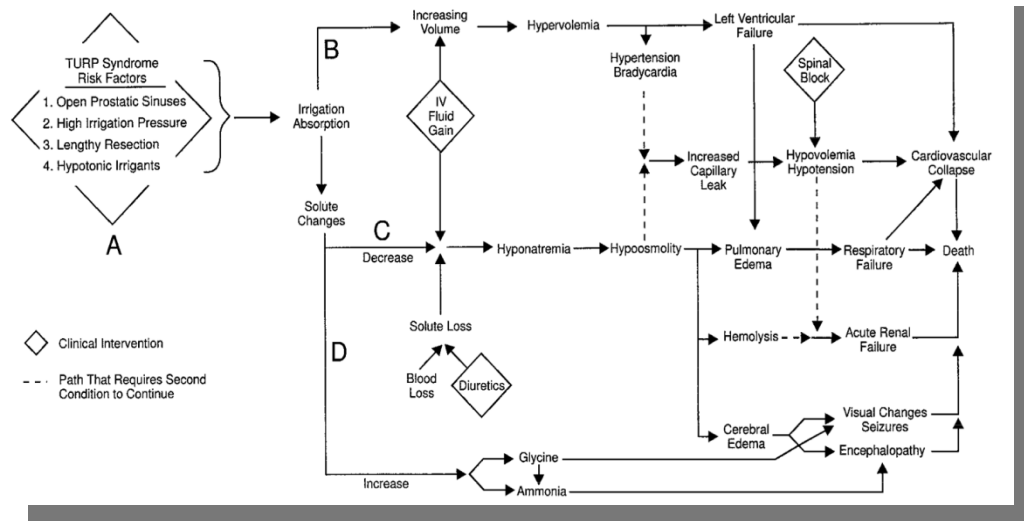 TURP Syndrome
Risk Factors
1. Open Prostatic Sinuses
2. High Irrigation Pressure
3. Lengthy Resection
4. Hypotonic Irrigants
A
Irrigation
Absorption
B
Increasing
Volume
Hypervolemia
Left Ventricular
Failure
Hypertension
Bradycardia
Spinal
Block
IV
Fluid
Gain
Increased
Capillary
Leak
Hypovolemia
Hypotension
Cardiovascular
Collapse
Solute
Changes
C
Decrease
Hyponatremia
Hypoosmolity
Pulmonary
Edema
Respiratory
Failure
Death
Solute Loss
Blood
Loss
Diuretics
D
Hemolysis
Acute Renal
Failure
Cerebral
Edema
Visual Changes
Seizures
Encephalopathy
Increase
Glycine
Ammonia
Clinical Intervention
Path That Requires Second
Condition to Continue